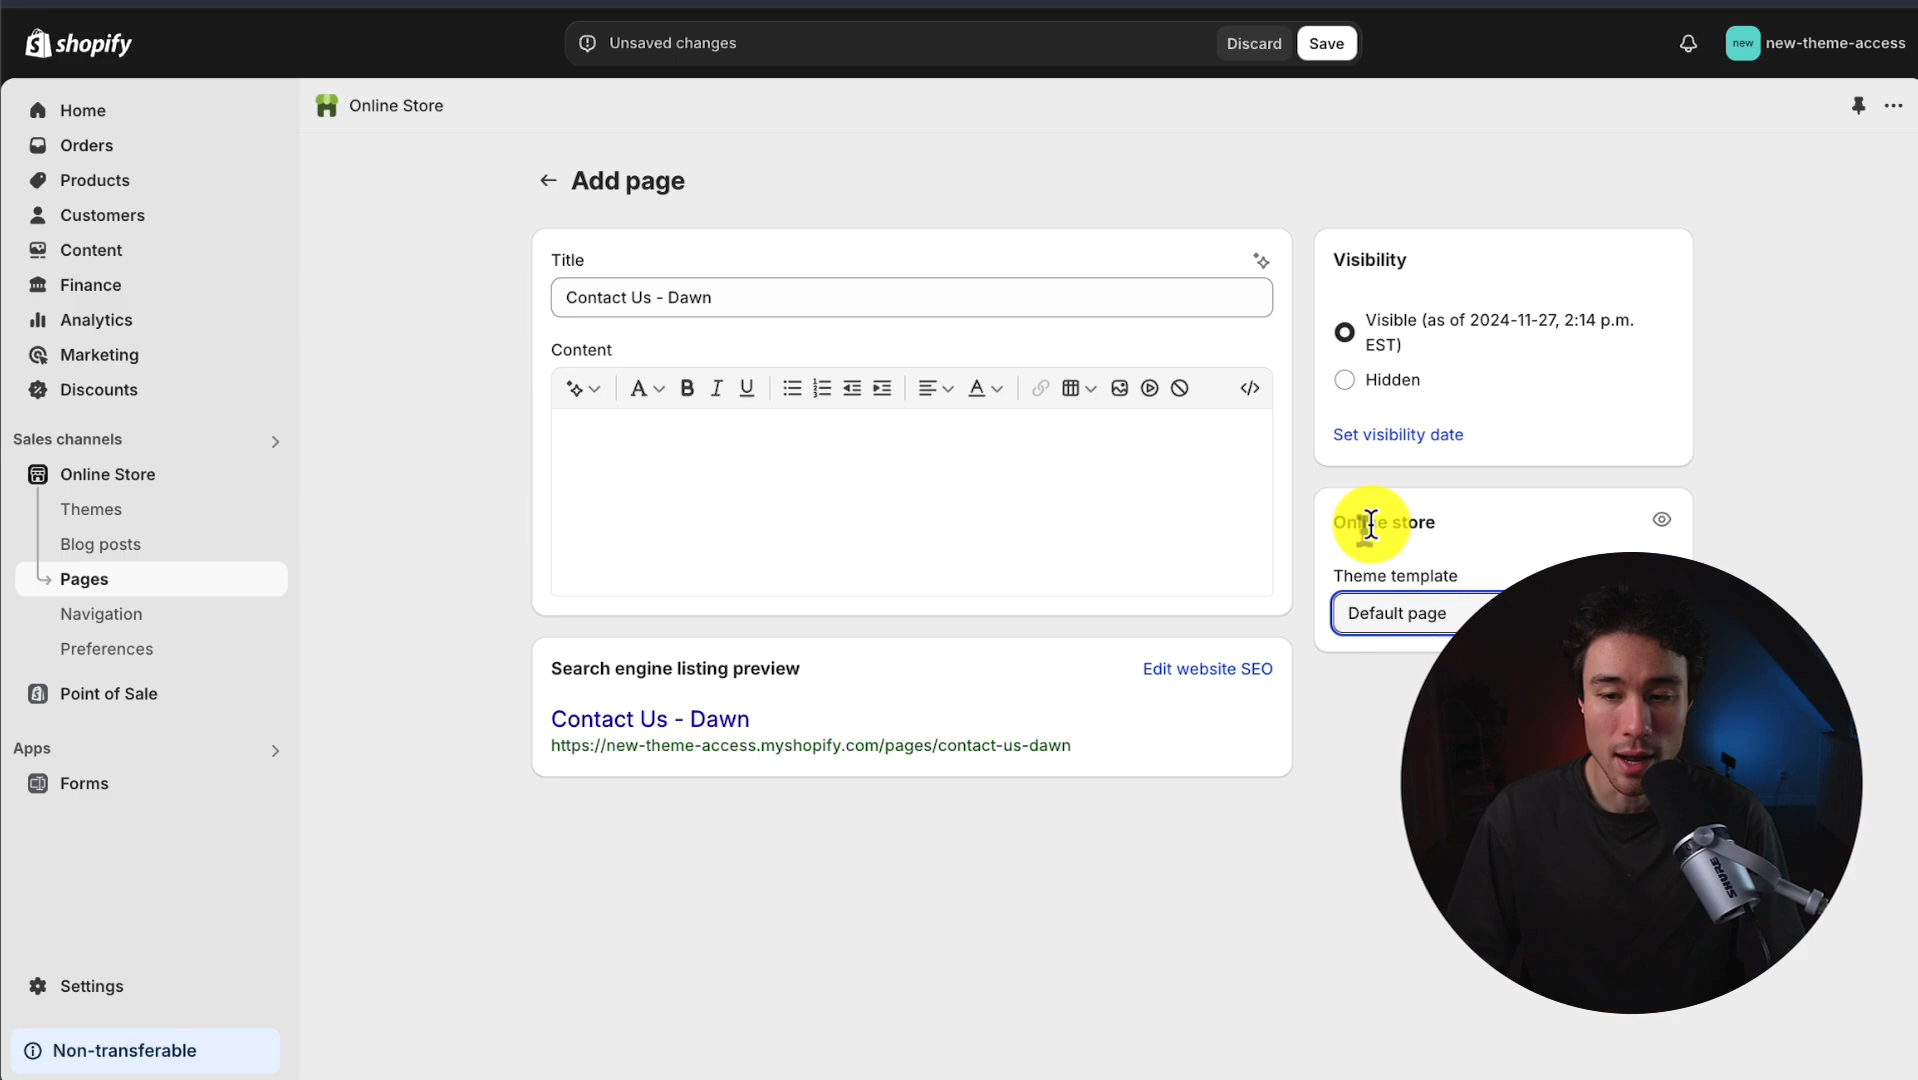 shopify
Unsaved changes
Discard
Save
new
new-theme-access
Home
Orders
Products
Customers
Content
Finance
Analytics
Marketing
Discounts
Sales channels
Online Store
Themes
Blog posts
Pages
Navigation
Preferences
Point of Sale
Apps
Forms
Settings
Non-transferable
Online Store
Add page
Title
Contact Us - Dawn
Content
Search engine listing preview
Edit website SEO
Contact Us - Dawn
https://new-theme-access.myshopify.com/pages/contact-us-dawn
Visibility
Visible (as of 2024-11-27, 2:14 p.m.
EST)
Hidden
Set visibility date
Online store
Theme template
Default page
SHURE